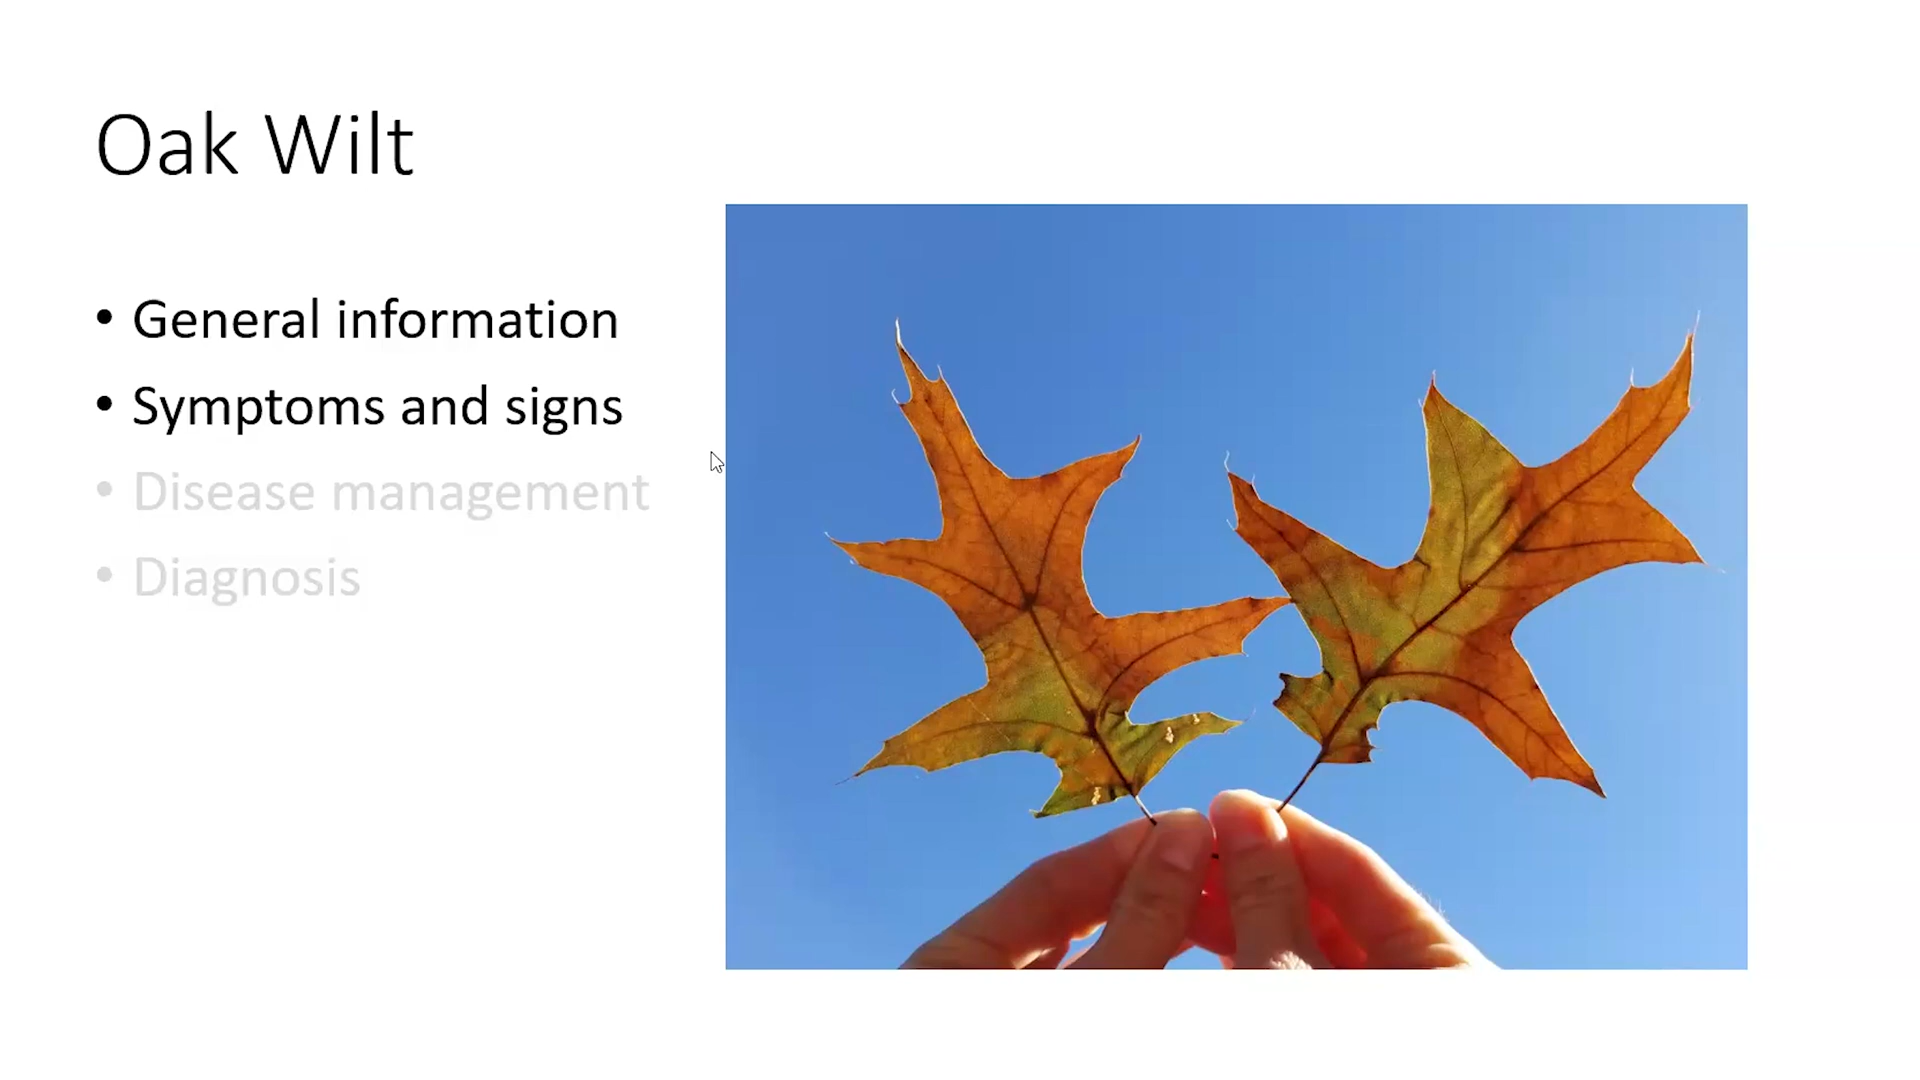 Oak Wilt
• General information
• Symptoms and signs
• Disease management
• Diagnosis